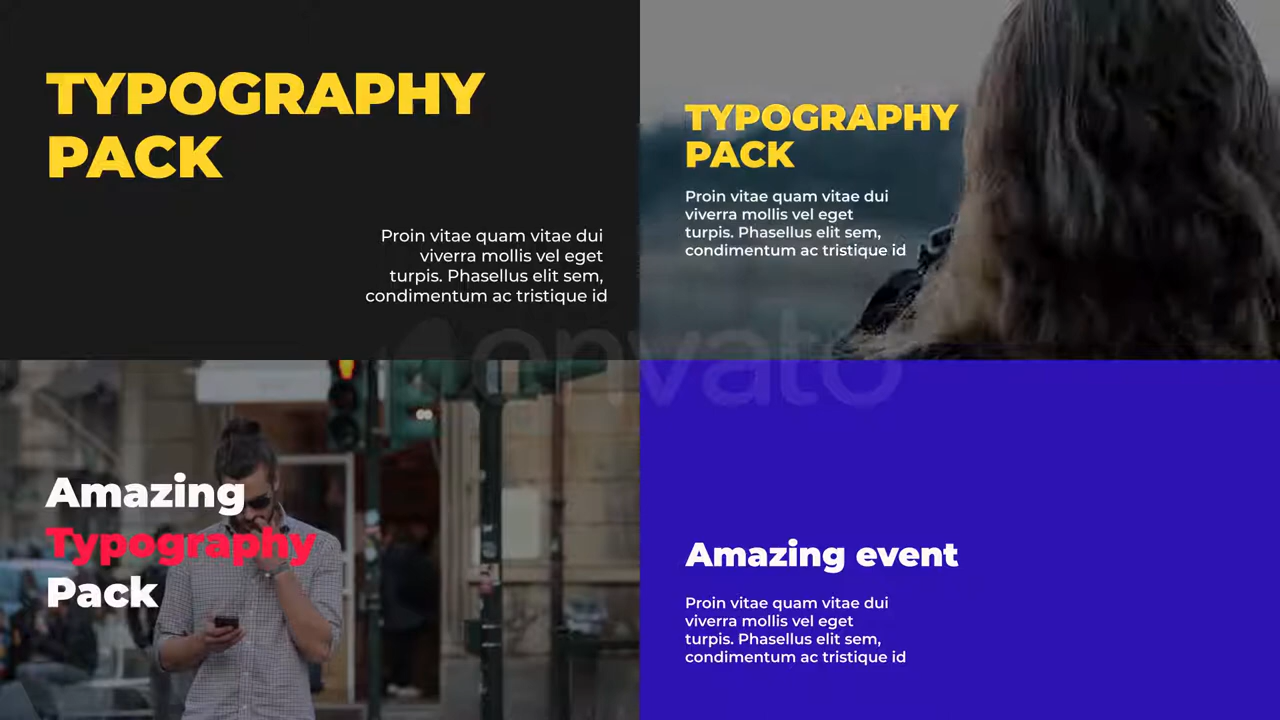 TYPOGRAPHY
PACK
Proin vitae quam vitae dui
viverra mollis vel eget
turpis. Phasellus elit sem,
condimentum ac tristique id
TYPOGRAPHY
PACK
Proin vitae quam vitae dui
viverra mollis vel eget
turpis. Phasellus elit sem,
condimentum ac tristique id
Amazing
Typography
Pack
Amazing event
Proin vitae quam vitae dui
viverra mollis vel eget
turpis. Phasellus elit sem,
condimentum ac tristique id
envato